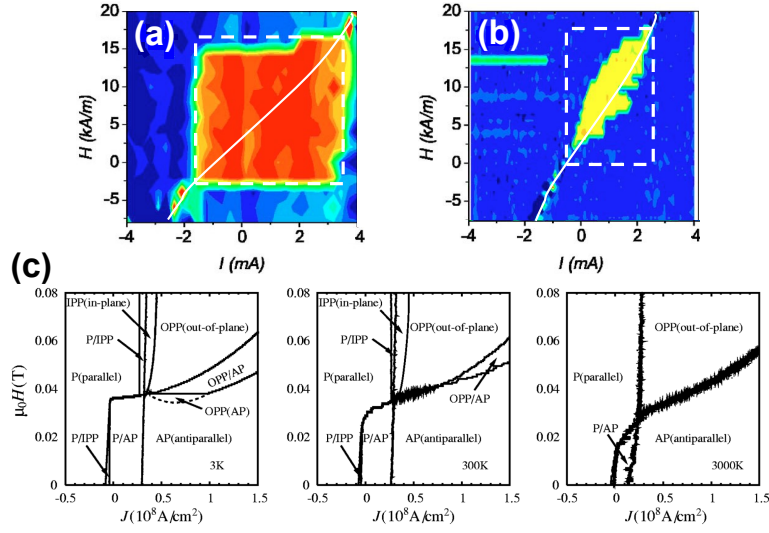 (a)
(b)
20
15
10
5
0
−5
H (kA/m)
−4 −2 0 2 4
I (mA)
20
15
10
5
0
−5
H (kA/m)
−4 −2 0 2 4
I (mA)
(c)
0.08
0.06
0.04
0.02
0
μ0H(T)
IPP(in-plane)
OPP(out-of-plane)
P/IPP
P(parallel)
OPP/AP
OPP(AP)
P/IPP
P/AP
AP(antiparallel)
3K
-0.5 0 0.5 1 1.5
J(10^8A/cm^2)
0.08
0.06
0.04
0.02
0
IPP(in-plane)
OPP(out-of-plane)
P/IPP
P(parallel)
OPP/AP
P/IPP
P/AP
AP(antiparallel)
300K
-0.5 0 0.5 1 1.5
J(10^8A/cm^2)
0.08
0.06
0.04
0.02
0
OPP(out-of-plane)
P(parallel)
P/AP
AP(antiparallel)
3000K
-0.5 0 0.5 1 1.5
J(10^8A/cm^2)